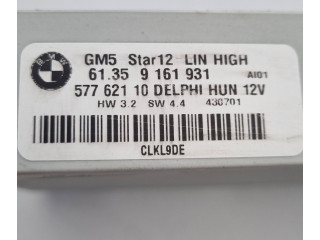 BMW
GM5 Star12 LIN HIGH
61.35 9 161 931 AI01
577 621 10 DELPHI HUN 12V
HW 3.2 SW 4.4 430701
CLKL9DE